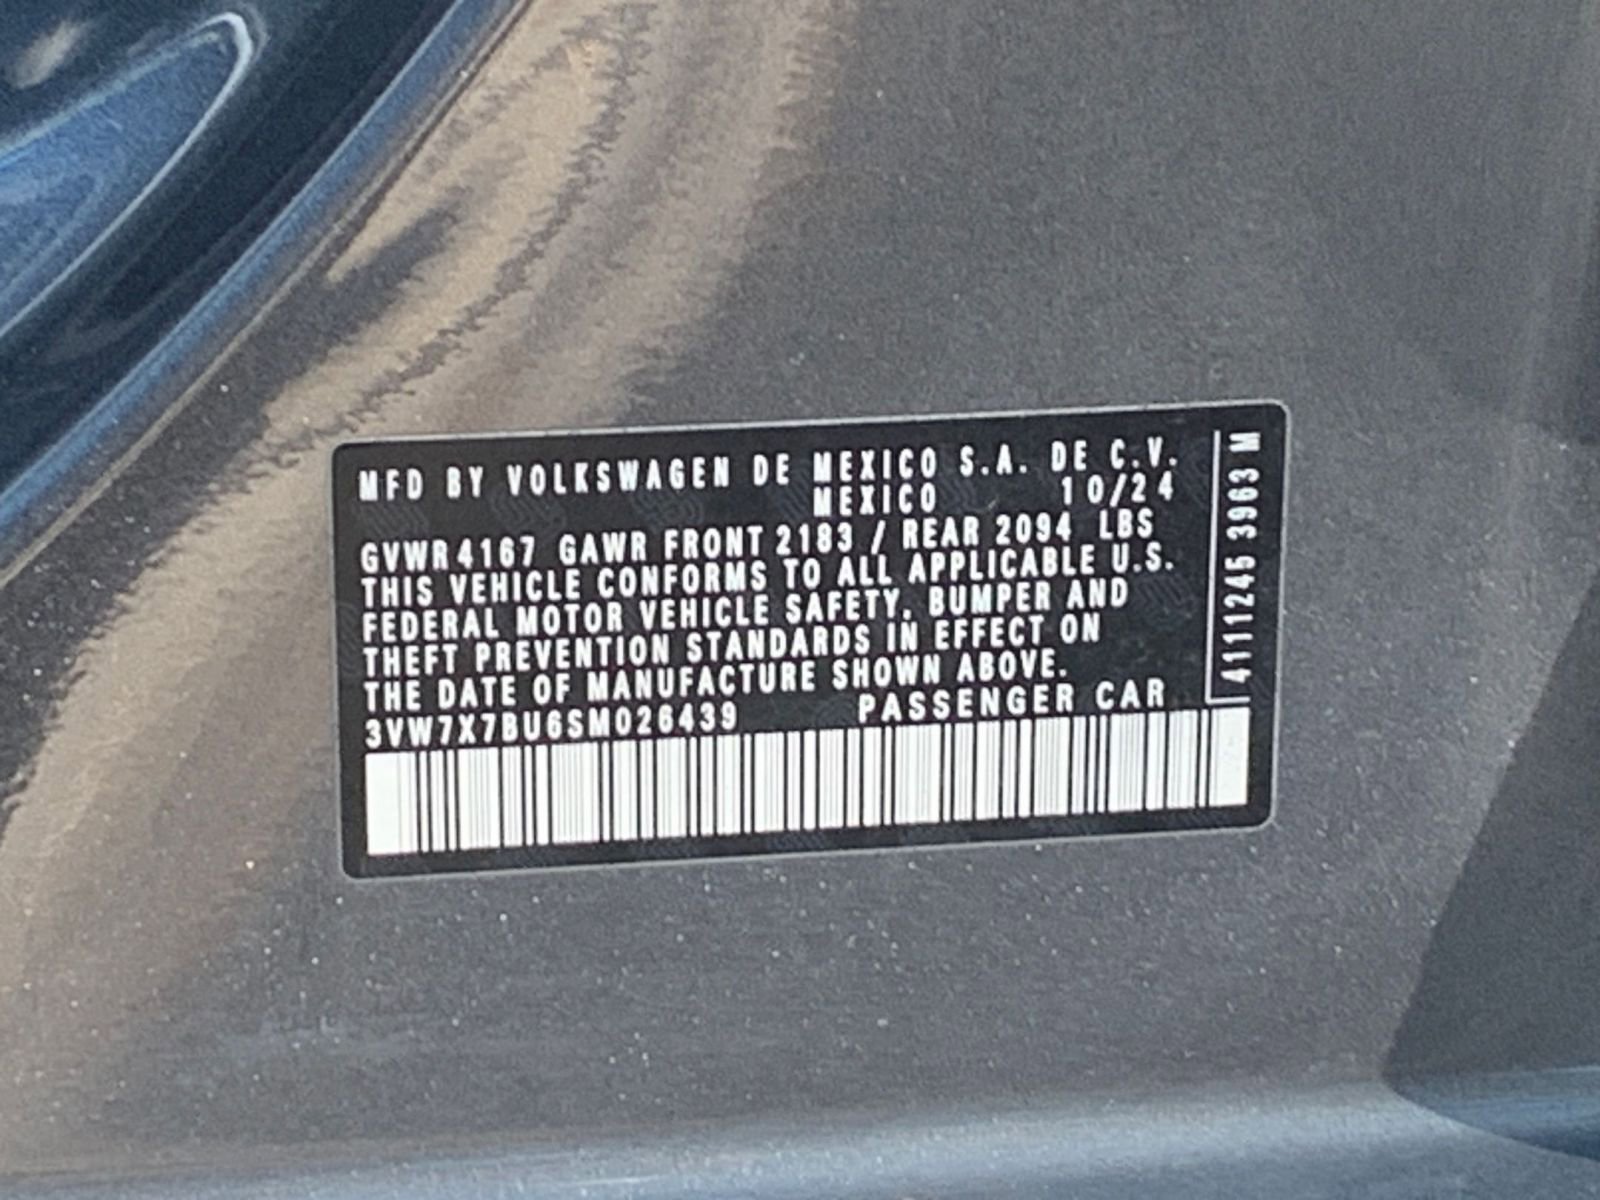 MFD BY VOLKSWAGEN DE MEXICO S.A. DE C.V.
MEXICO 10/24
GVWR 4167 GAWR FRONT 2183 / REAR 2094 LBS
THIS VEHICLE CONFORMS TO ALL APPLICABLE U.S.
FEDERAL MOTOR VEHICLE SAFETY, BUMPER AND
THEFT PREVENTION STANDARDS IN EFFECT ON
THE DATE OF MANUFACTURE SHOWN ABOVE.
3VW7X7BU6SM026439 PASSENGER CAR
41111245 3963 M